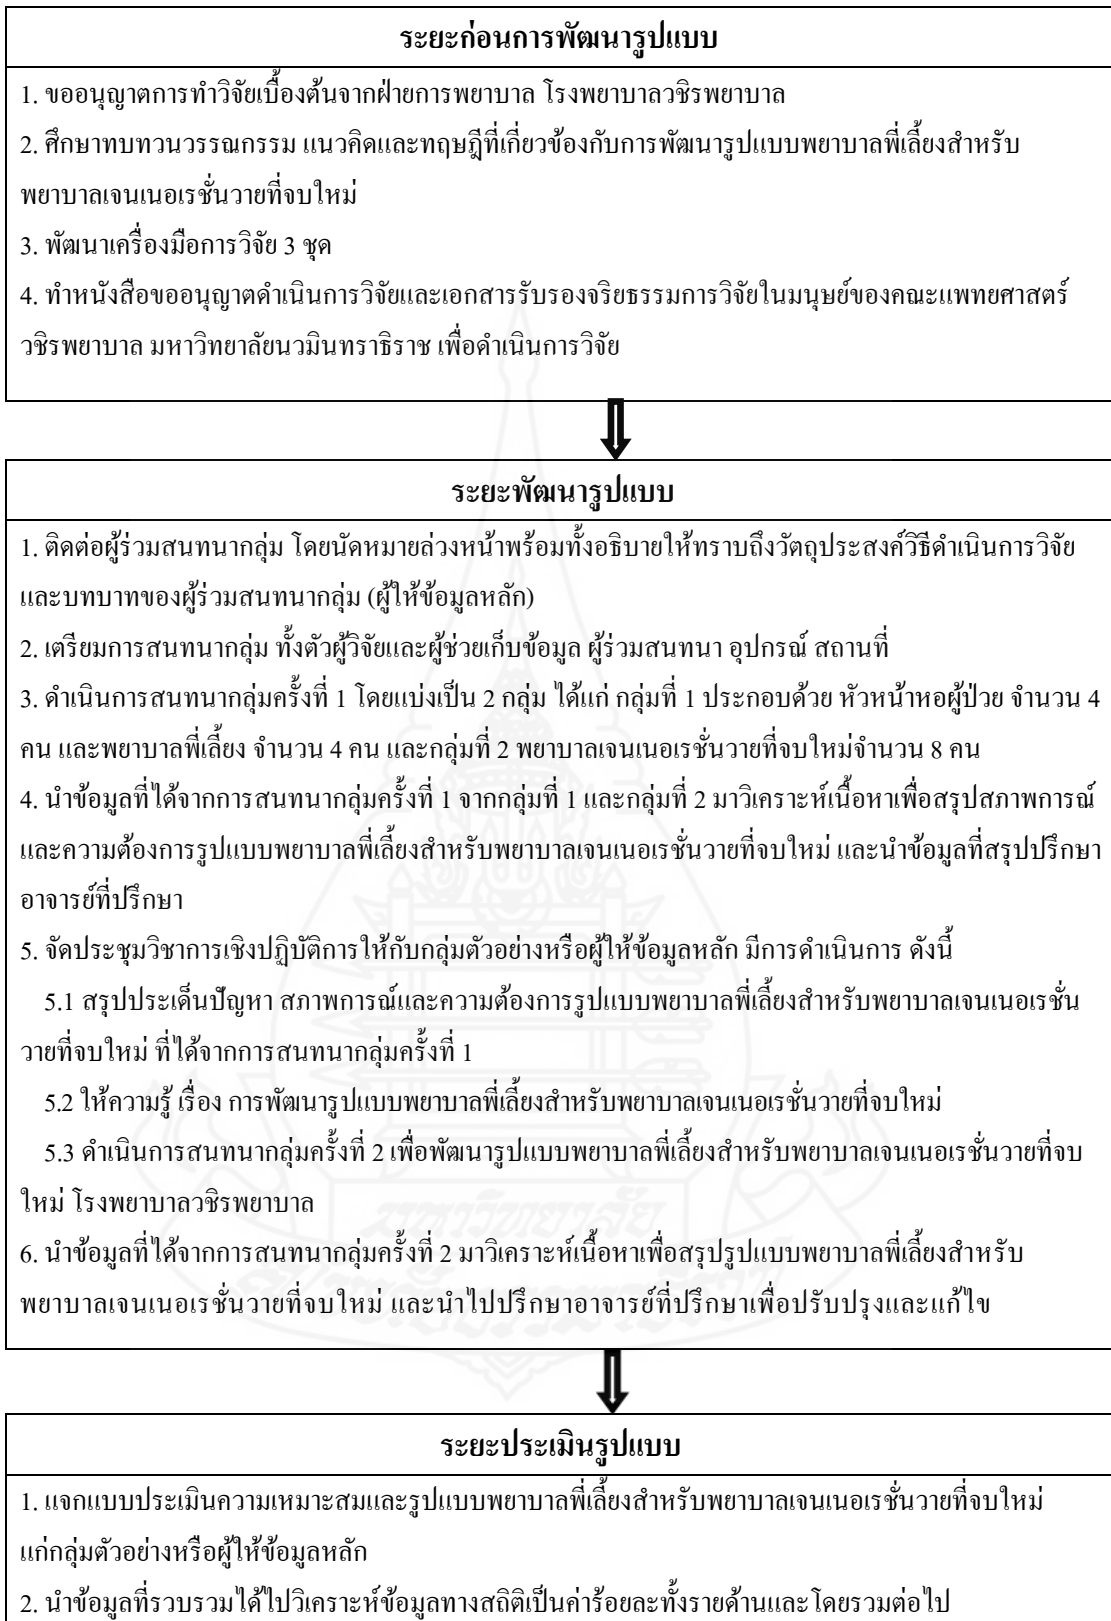 ระยะก่อนการพัฒนารูปแบบ
1. ขออนุญาตการทำวิจัยเบื้องต้นจากฝ่ายการพยาบาล โรงพยาบาลวชิรพยาบาล
2. ศึกษาทบทวนวรรณกรรม แนวคิดและทฤษฎีที่เกี่ยวข้องกับการพัฒนารูปแบบพยาบาลพี่เลี้ยงสำหรับ
พยาบาลเจนเนอเรชั่นวายที่จบใหม่
3. พัฒนาเครื่องมือการวิจัย 3 ชุด
4. ทำหนังสือขออนุญาตดำเนินการวิจัยและเอกสารรับรองจริยธรรมการวิจัยในมนุษย์ของคณะแพทยศาสตร์
วชิรพยาบาล มหาวิทยาลัยนวมินทราธิราช เพื่อดำเนินการวิจัย
ระยะพัฒนารูปแบบ
1. ติดต่อผู้ร่วมสนทนากลุ่ม โดยนัดหมายล่วงหน้าพร้อมทั้งอธิบายให้ทราบถึงวัตถุประสงค์วิธีดำเนินการวิจัย
และบทบาทของผู้ร่วมสนทนากลุ่ม (ผู้ให้ข้อมูลหลัก)
2. เตรียมการสนทนากลุ่ม ทั้งตัวผู้วิจัยและผู้ช่วยเก็บข้อมูล ผู้ร่วมสนทนา อุปกรณ์ สถานที่
3. ดำเนินการสนทนากลุ่มครั้งที่ 1 โดยแบ่งเป็น 2 กลุ่ม ได้แก่ กลุ่มที่ 1 ประกอบด้วย หัวหน้าหอผู้ป่วย จำนวน 4
คน และพยาบาลพี่เลี้ยง จำนวน 4 คน และกลุ่มที่ 2 พยาบาลเจนเนอเรชั่นวายที่จบใหม่จำนวน 8 คน
4. นำข้อมูลที่ได้จากการสนทนากลุ่มครั้งที่ 1 จากกลุ่มที่ 1 และกลุ่มที่ 2 มาวิเคราะห์เนื้อหาเพื่อสรุปสภาพการณ์
และความต้องการรูปแบบพยาบาลพี่เลี้ยงสำหรับพยาบาลเจนเนอเรชั่นวายที่จบใหม่ และนำข้อมูลที่สรุปปรึกษา
อาจารย์ที่ปรึกษา
5. จัดประชุมวิชาการเชิงปฏิบัติการให้กับกลุ่มตัวอย่างหรือผู้ให้ข้อมูลหลัก มีการดำเนินการ ดังนี้
5.1 สรุปประเด็นปัญหา สภาพการณ์และความต้องการรูปแบบพยาบาลพี่เลี้ยงสำหรับพยาบาลเจนเนอเรชั่น
วายที่จบใหม่ ที่ได้จากการสนทนากลุ่มครั้งที่ 1
5.2 ให้ความรู้ เรื่อง การพัฒนารูปแบบพยาบาลพี่เลี้ยงสำหรับพยาบาลเจนเนอเรชั่นวายที่จบใหม่
5.3 ดำเนินการสนทนากลุ่มครั้งที่ 2 เพื่อพัฒนารูปแบบพยาบาลพี่เลี้ยงสำหรับพยาบาลเจนเนอเรชั่นวายที่จบ
ใหม่ โรงพยาบาลวชิรพยาบาล
มหาวิทยาลัย
6. นำข้อมูลที่ได้จากการสนทนากลุ่มครั้งที่ 2 มาวิเคราะห์เนื้อหาเพื่อสรุปรูปแบบพยาบาลพี่เลี้ยงสำหรับ
พยาบาลเจนเนอเรชั่นวายที่จบใหม่ และนำไปปรึกษาอาจารย์ที่ปรึกษาเพื่อปรับปรุงและแก้ไข
สุโขทัยธรรมาธิราช
ระยะประเมินรูปแบบ
1. แจกแบบประเมินความเหมาะสมและรูปแบบพยาบาลพี่เลี้ยงสำหรับพยาบาลเจนเนอเรชั่นวายที่จบใหม่
แก่กลุ่มตัวอย่างหรือผู้ให้ข้อมูลหลัก
2. นำข้อมูลที่รวบรวมได้ไปวิเคราะห์ข้อมูลทางสถิติเป็นค่าร้อยละทั้งรายด้านและโดยรวมต่อไป